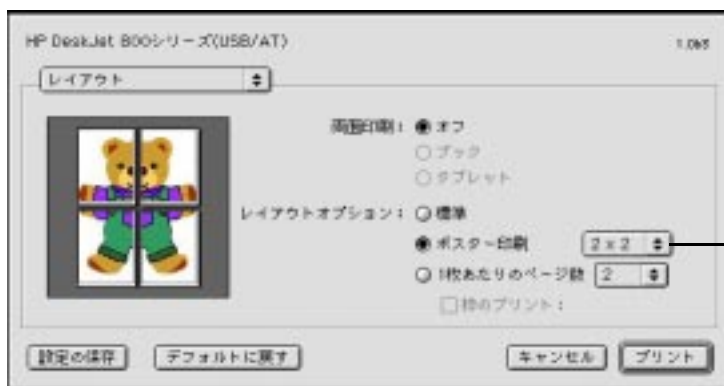 HP DeskJet 800シリーズ(USB/AT)
レイアウト
両面印刷： オフ
ブック
タブレット
レイアウトオプション： 標準
ポスター印刷 2 x 2
1枚あたりのページ数 2
枠のプリント：
設定の保存 デフォルトに戻す キャンセル プリント